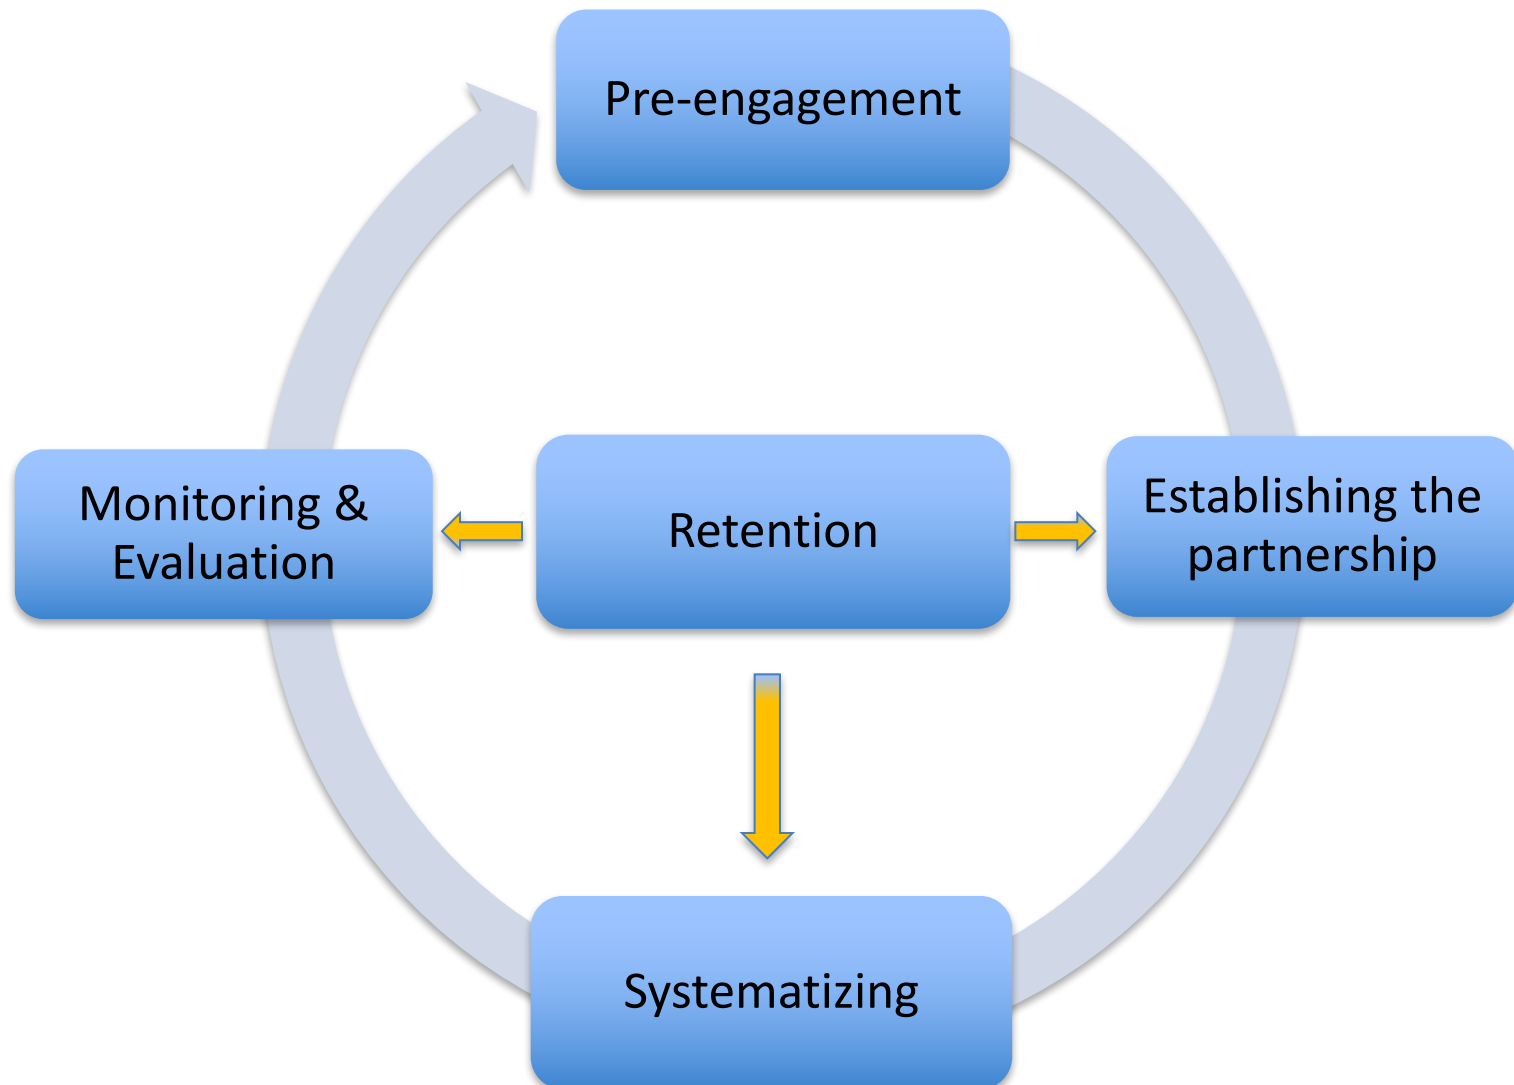 Pre-engagement
Monitoring &
Evaluation
Retention
Establishing the
partnership
Systematizing